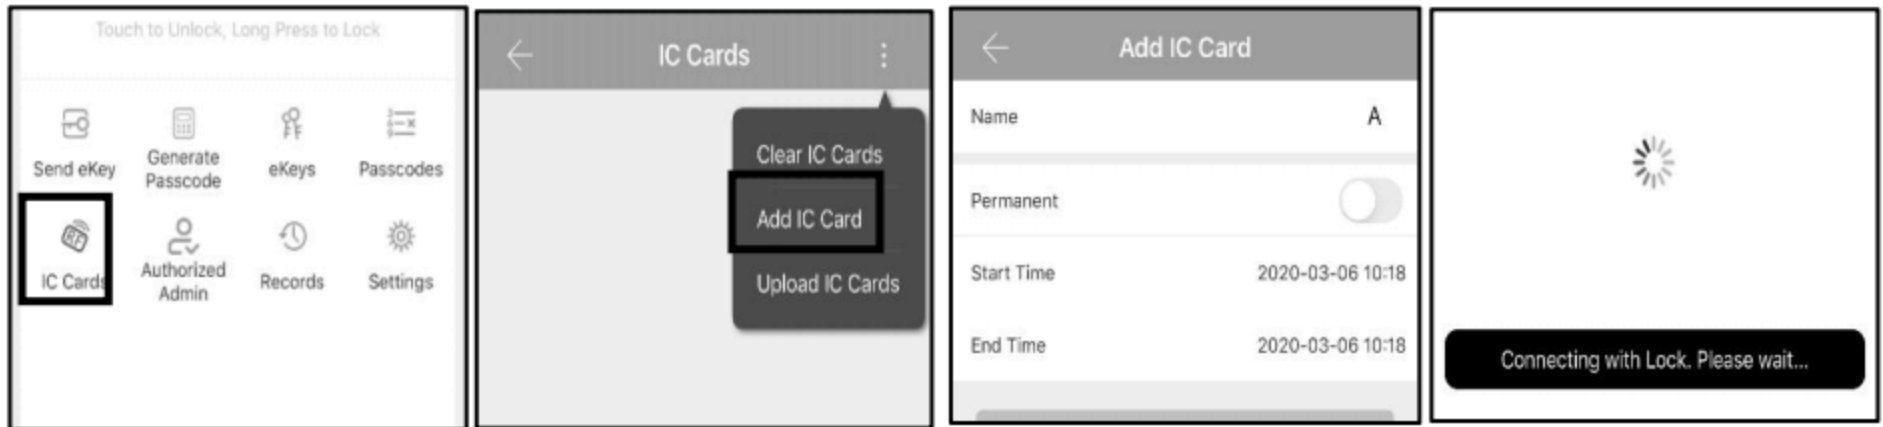 Touch to Unlock, Long Press to Lock
Send eKey
Generate
Passcode
eKeys
Passcodes
RF
IC Cards
Authorized
Admin
Records
Settings
IC Cards
Clear IC Cards
Add IC Card
Upload IC Cards
Add IC Card
Name A
Permanent
Start Time 2020-03-06 10:18
End Time 2020-03-06 10:18
Connecting with Lock. Please wait...